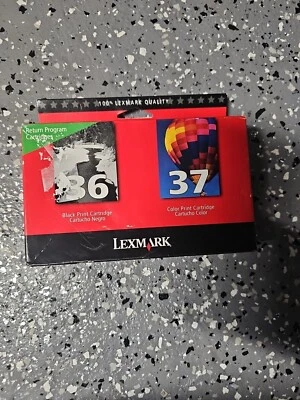 100% LEXMARK QUALITY
Return Program
Cartridges
36
37
Black Print Cartridge
Cartucho Negro
Color Print Cartridge
Cartucho Color
LEXMARK